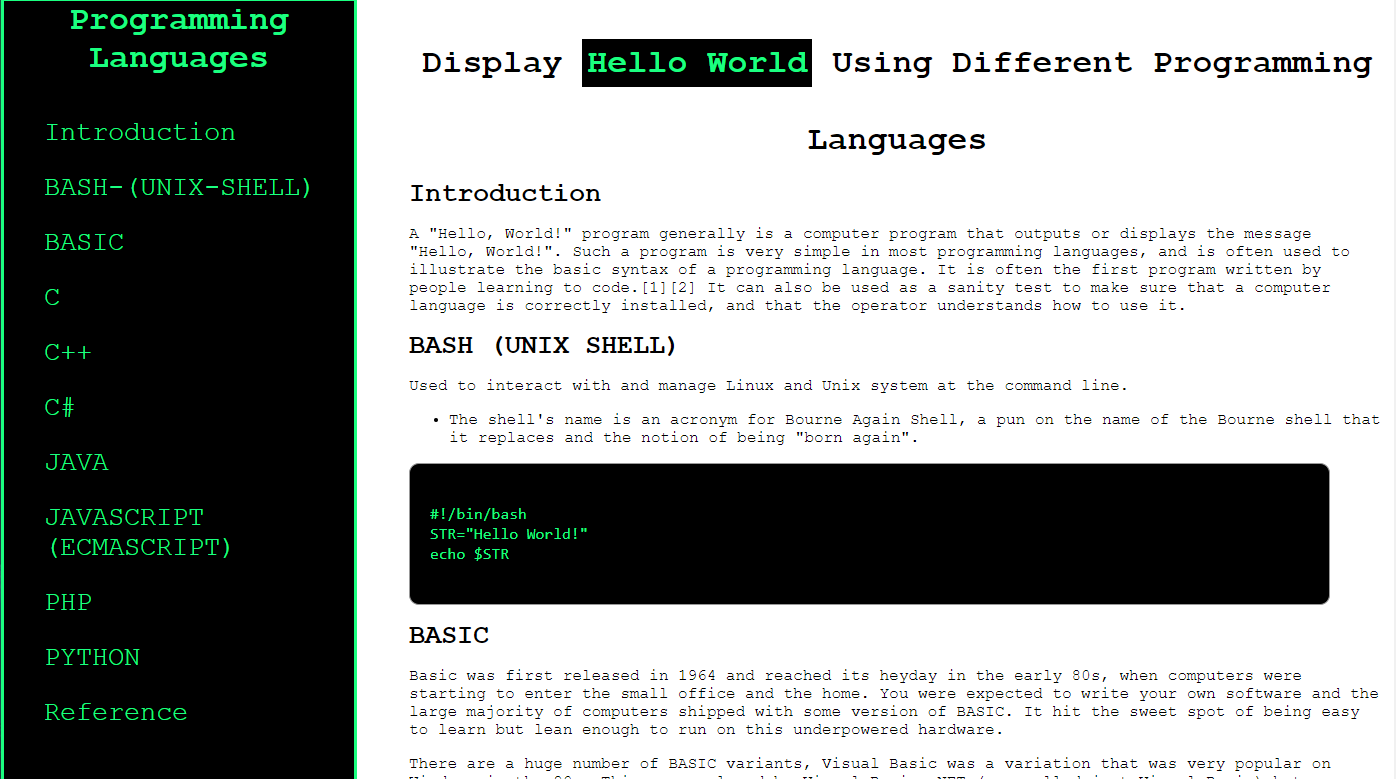 Programming
Languages
Introduction
BASH-(UNIX-SHELL)
BASIC
C
C++
C#
JAVA
JAVASCRIPT
(ECMASCRIPT)
PHP
PYTHON
Reference
Display Hello World Using Different Programming
Languages
Introduction
A "Hello, World!" program generally is a computer program that outputs or displays the message
"Hello, World!". Such a program is very simple in most programming languages, and is often used to
illustrate the basic syntax of a programming language. It is often the first program written by
people learning to code.[1][2] It can also be used as a sanity test to make sure that a computer
language is correctly installed, and that the operator understands how to use it.
BASH (UNIX SHELL)
Used to interact with and manage Linux and Unix system at the command line.
• The shell's name is an acronym for Bourne Again Shell, a pun on the name of the Bourne shell that
it replaces and the notion of being "born again".
#!/bin/bash
STR="Hello World!"
echo $STR
BASIC
Basic was first released in 1964 and reached its heyday in the early 80s, when computers were
starting to enter the small office and the home. You were expected to write your own software and the
large majority of computers shipped with some version of BASIC. It hit the sweet spot of being easy
to learn but lean enough to run on this underpowered hardware.
There are a huge number of BASIC variants, Visual Basic was a variation that was very popular on